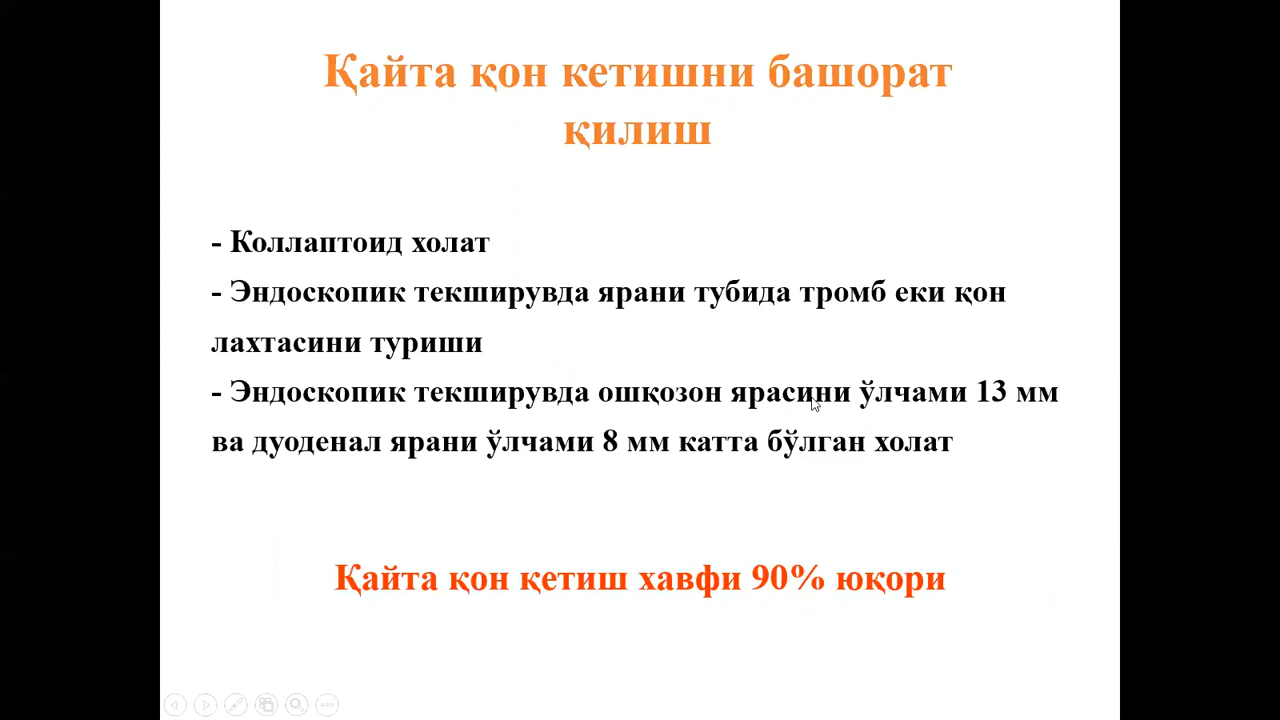 Қайта қон кетишни башорат
қилиш
- Коллаптоид холат
- Эндоскопик текширувда ярани тубида тромб еки қон
лахтасини туриши
- Эндоскопик текширувда ошқозон ярасини ўлчами 13 мм
ва дуоденал ярани ўлчами 8 мм катта бўлган холат
Қайта қон қетиш хавфи 90% юқори